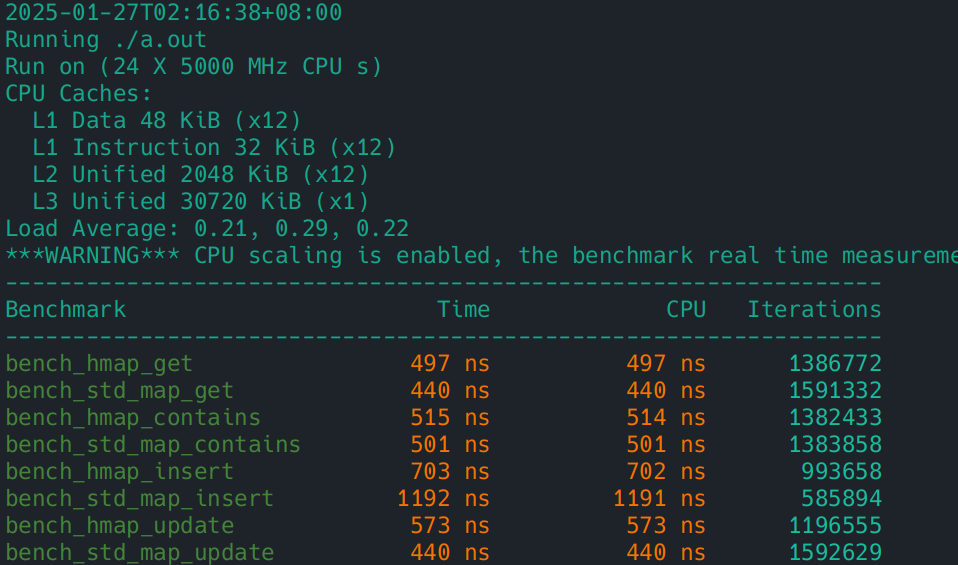 2025-01-27T02:16:38+08:00
Running ./a.out
Run on (24 X 5000 MHz CPU s)
CPU Caches:
  L1 Data 48 KiB (x12)
  L1 Instruction 32 KiB (x12)
  L2 Unified 2048 KiB (x12)
  L3 Unified 30720 KiB (x1)
Load Average: 0.21, 0.29, 0.22
***WARNING*** CPU scaling is enabled, the benchmark real time measureme
-----------------------------------------------------------------
Benchmark                       Time             CPU   Iterations
-----------------------------------------------------------------
bench_hmap_get                497 ns          497 ns      1386772
bench_std_map_get             440 ns          440 ns      1591332
bench_hmap_contains           515 ns          514 ns      1382433
bench_std_map_contains        501 ns          501 ns      1383858
bench_hmap_insert             703 ns          702 ns       993658
bench_std_map_insert         1192 ns         1191 ns       585894
bench_hmap_update             573 ns          573 ns      1196555
bench_std_map_update          440 ns          440 ns      1592629